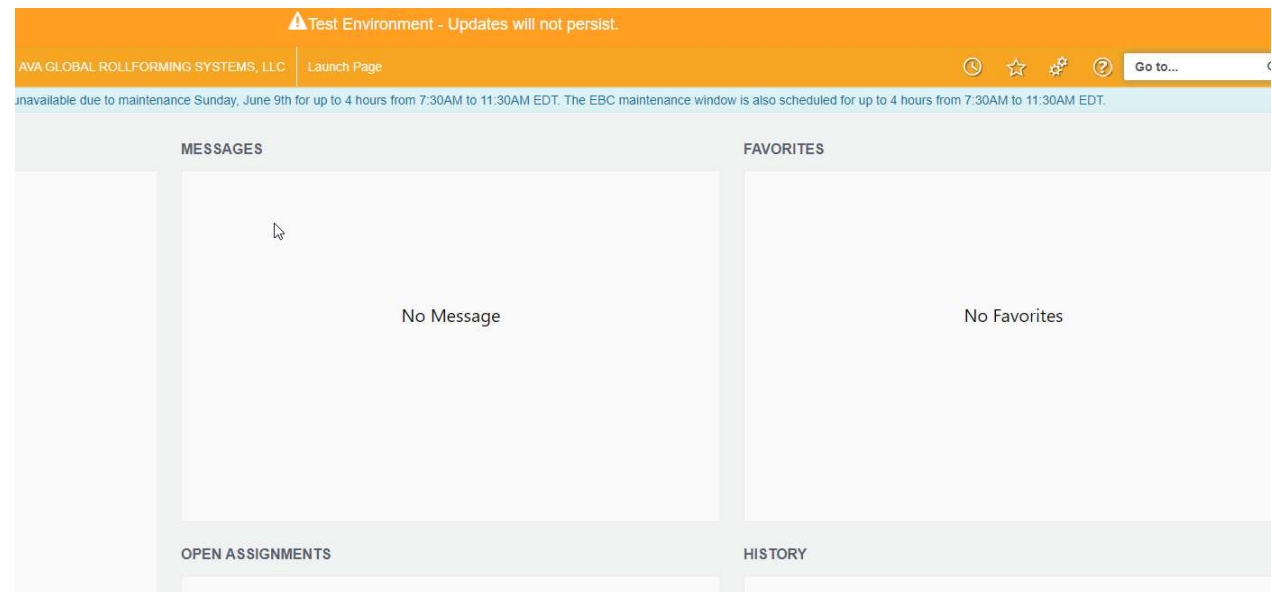 Test Environment - Updates will not persist.
AVA GLOBAL ROLLFORMING SYSTEMS, LLC Launch Page Go to...
unavailable due to maintenance Sunday, June 9th for up to 4 hours from 7:30AM to 11:30AM EDT. The EBC maintenance window is also scheduled for up to 4 hours from 7:30AM to 11:30AM EDT.
MESSAGES FAVORITES
No Message No Favorites
OPEN ASSIGNMENTS HISTORY